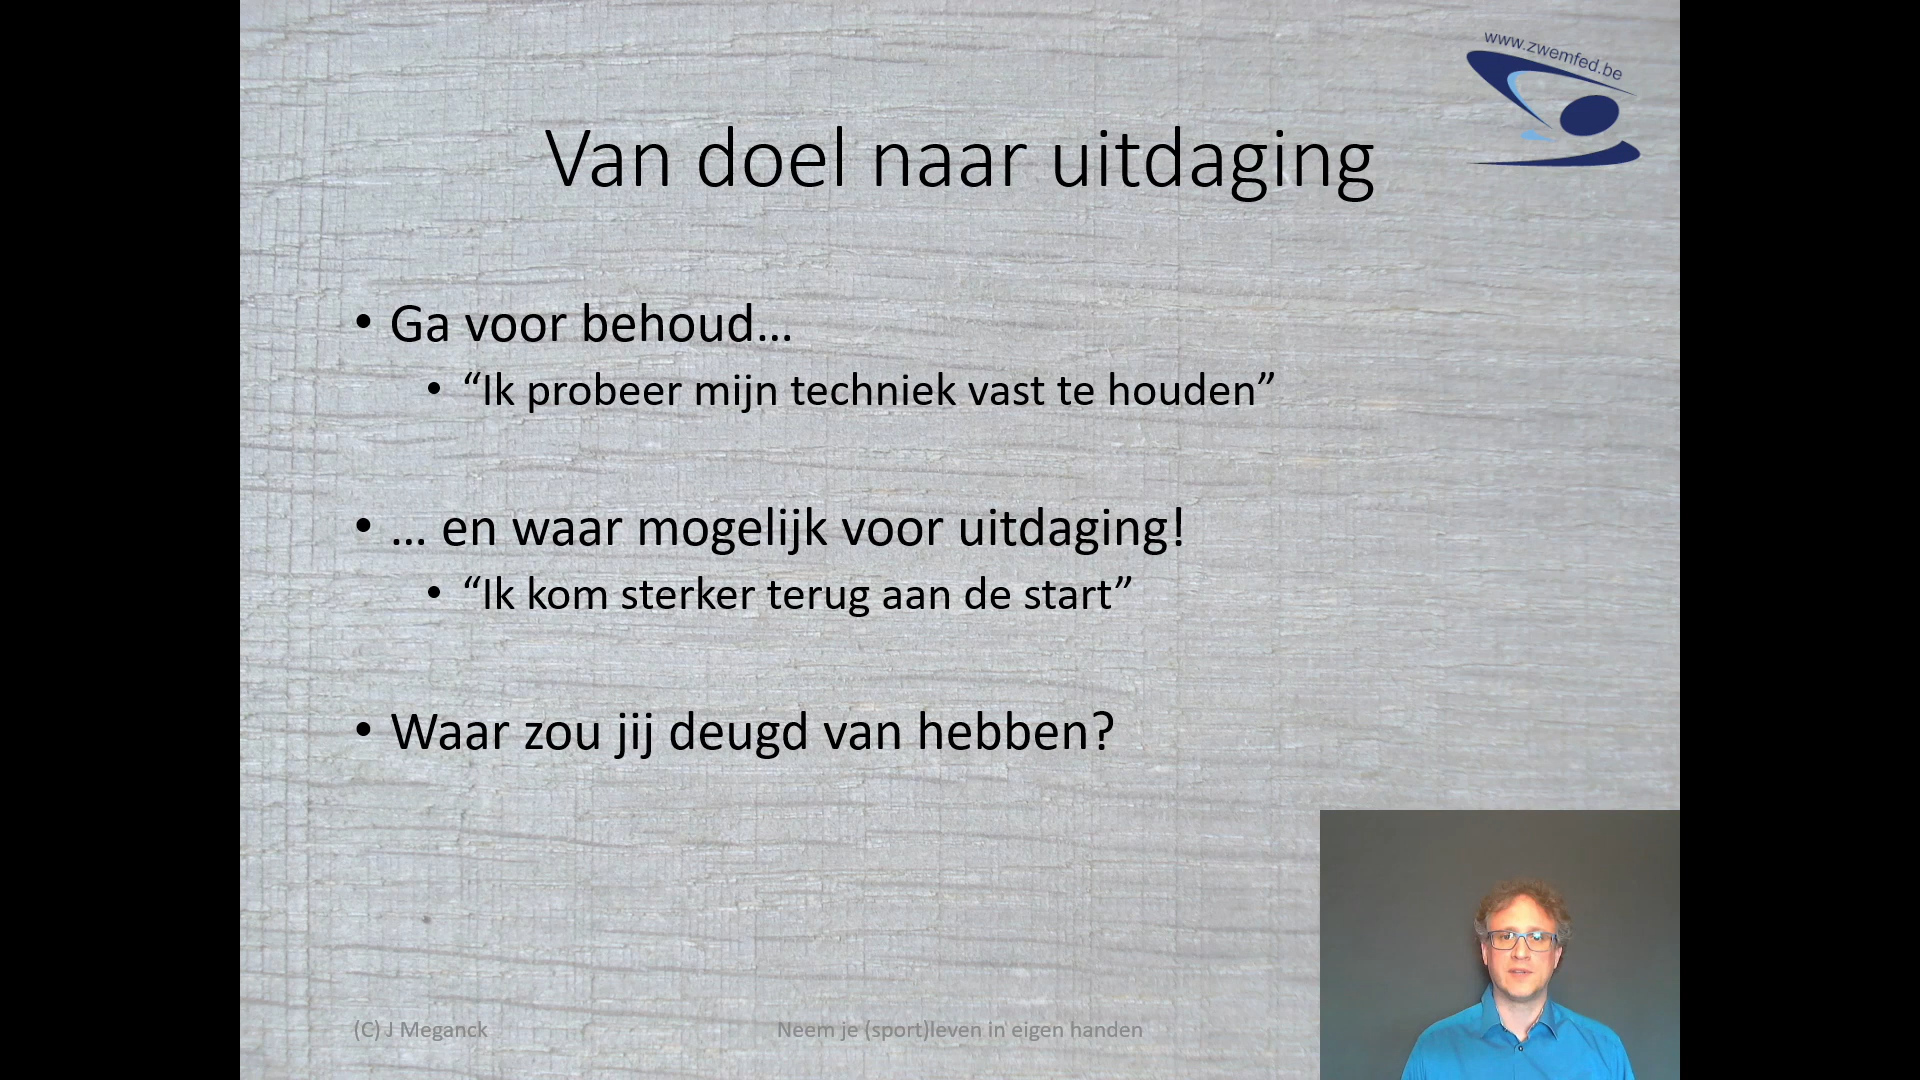 www.zwemfed.be
Van doel naar uitdaging
• Ga voor behoud…
• “Ik probeer mijn techniek vast te houden”
• … en waar mogelijk voor uitdaging!
• “Ik kom sterker terug aan de start”
• Waar zou jij deugd van hebben?
(C) J Meganck
Neem je (sport)leven in eigen handen